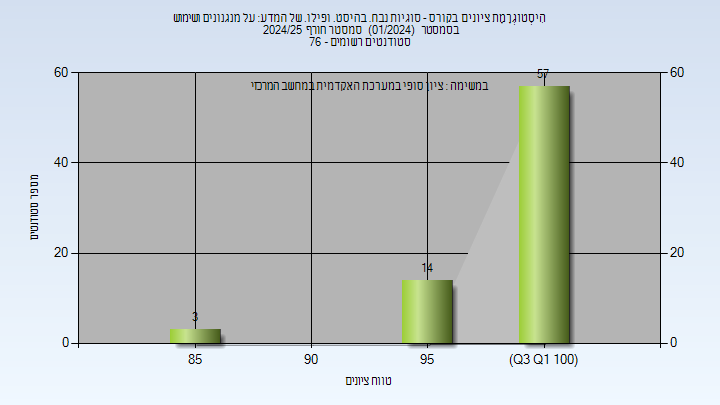 היסטוגרמת ציונים בקורס - סוגיות נבח. בהיסט. ופילו. של המדע: על מנגנונים ותשומש
בסמסטר (01/2024) סמסטר חורף 2024/25
סטודנטים רשומים - 76
במשימה : ציון סופי במערכת האקדמית במחשב המרכזי
60
40
20
0
60
40
20
0
מספר סטודנטים
3
14
57
85
90
95
(Q3 Q1 100)
טווח ציונים